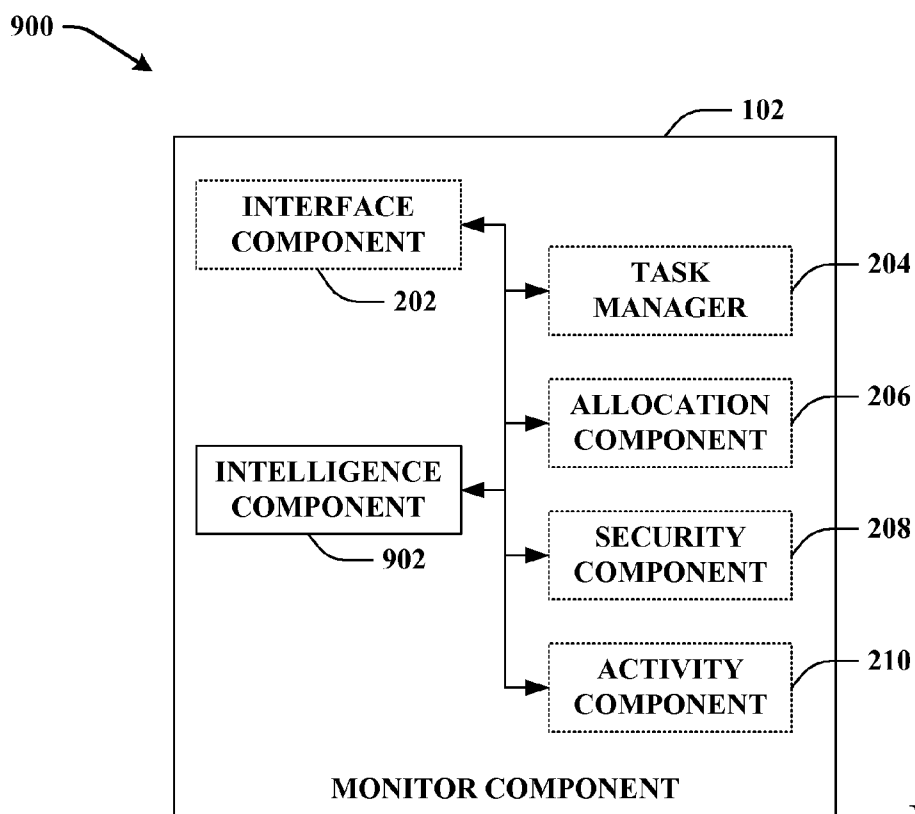 900
102
INTERFACE
COMPONENT
202
TASK
MANAGER
204
ALLOCATION
COMPONENT
206
INTELLIGENCE
COMPONENT
902
SECURITY
COMPONENT
208
ACTIVITY
COMPONENT
210
MONITOR COMPONENT